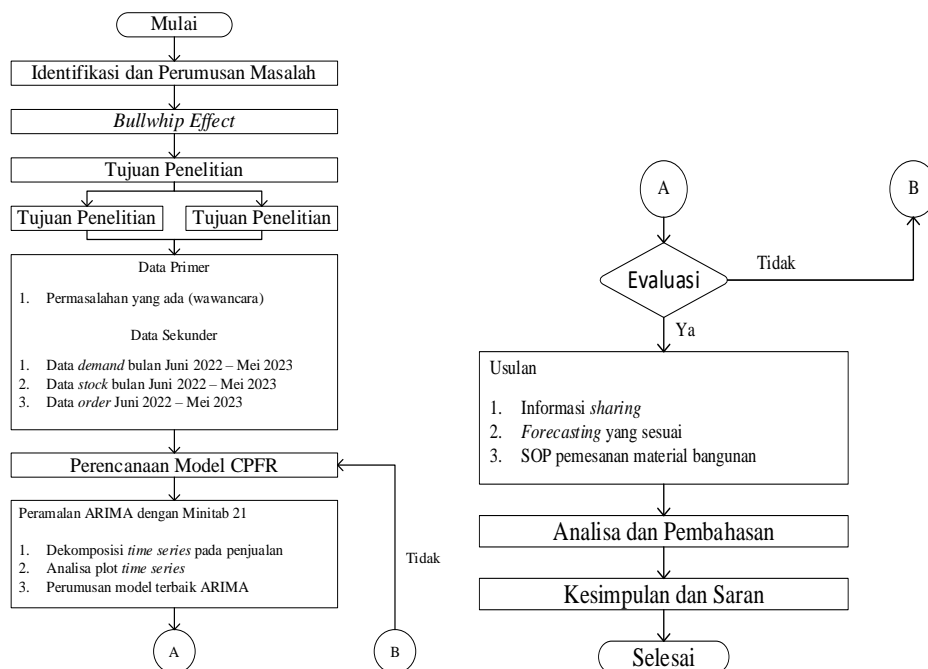 Mulai
Identifikasi dan Perumusan Masalah
Bullwhip Effect
Tujuan Penelitian
Tujuan Penelitian
Tujuan Penelitian
Data Primer
1. Permasalahan yang ada (wawancara)
Data Sekunder
1. Data demand bulan Juni 2022 – Mei 2023
2. Data stock bulan Juni 2022 – Mei 2023
3. Data order Juni 2022 – Mei 2023
Perencanaan Model CPFR
Peramalan ARIMA dengan Minitab 21
1. Dekomposisi time series pada penjualan
2. Analisa plot time series
3. Perumusan model terbaik ARIMA
Tidak
A
B
A
B
Evaluasi
Tidak
Ya
Usulan
1. Informasi sharing
2. Forecasting yang sesuai
3. SOP pemesanan material bangunan
Analisa dan Pembahasan
Kesimpulan dan Saran
Selesai